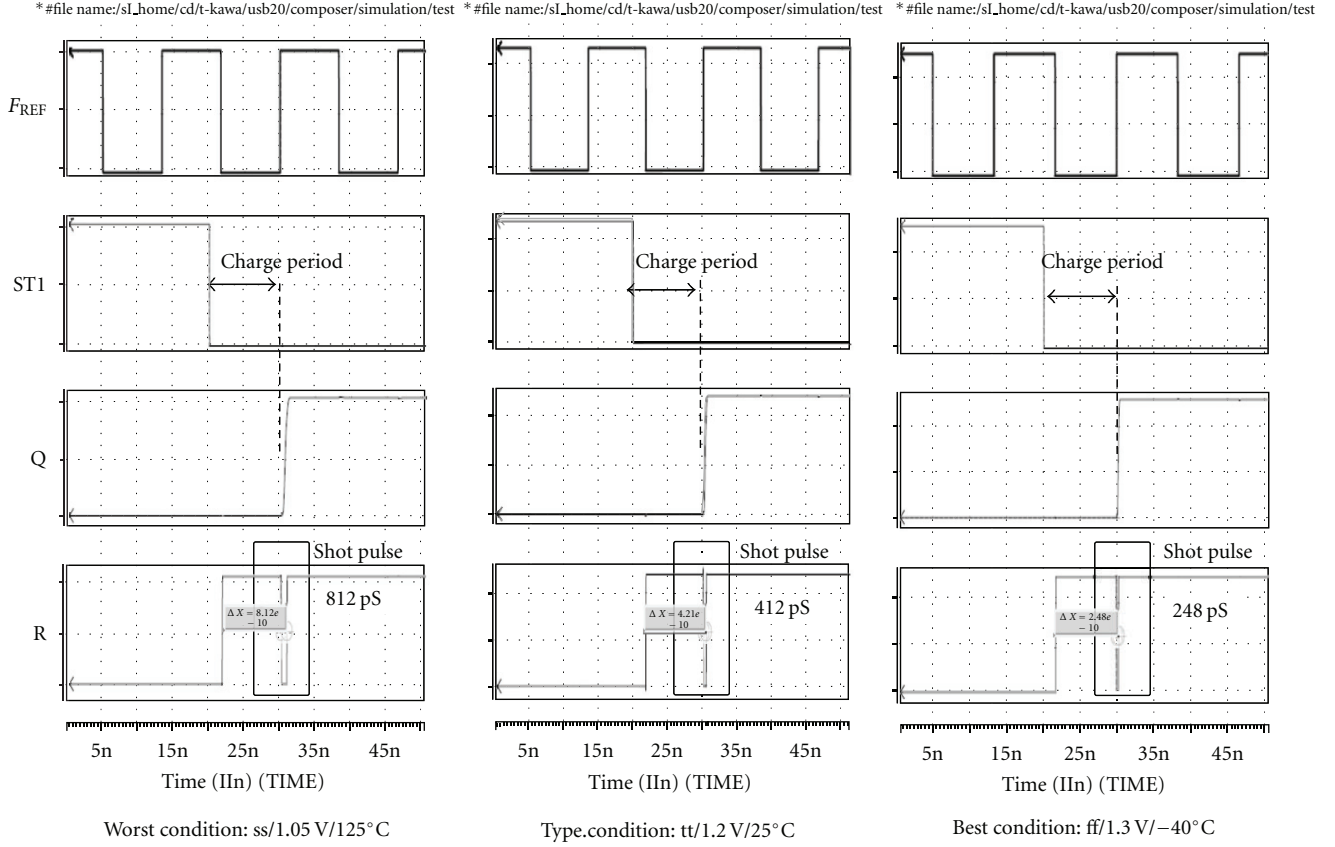 *#file name:/sI_home/cd/t-kawa/usb20/composer/simulation/test
*#file name:/sI_home/cd/t-kawa/usb20/composer/simulation/test
*#file name:/sI_home/cd/t-kawa/usb20/composer/simulation/test
FREF
ST1
Charge period
Charge period
Charge period
Q
R
Shot pulse
812 pS
Δ X = 8.12e
− 10
Shot pulse
412 pS
Δ X = 4.21e
− 10
Shot pulse
248 pS
Δ X = 2.48e
− 10
5n 15n 25n 35n 45n
5n 15n 25n 35n 45n
5n 15n 25n 35n 45n
Time (IIn) (TIME)
Time (IIn) (TIME)
Time (IIn) (TIME)
Worst condition: ss/1.05 V/125°C
Type.condition: tt/1.2 V/25°C
Best condition: ff/1.3 V/−40°C